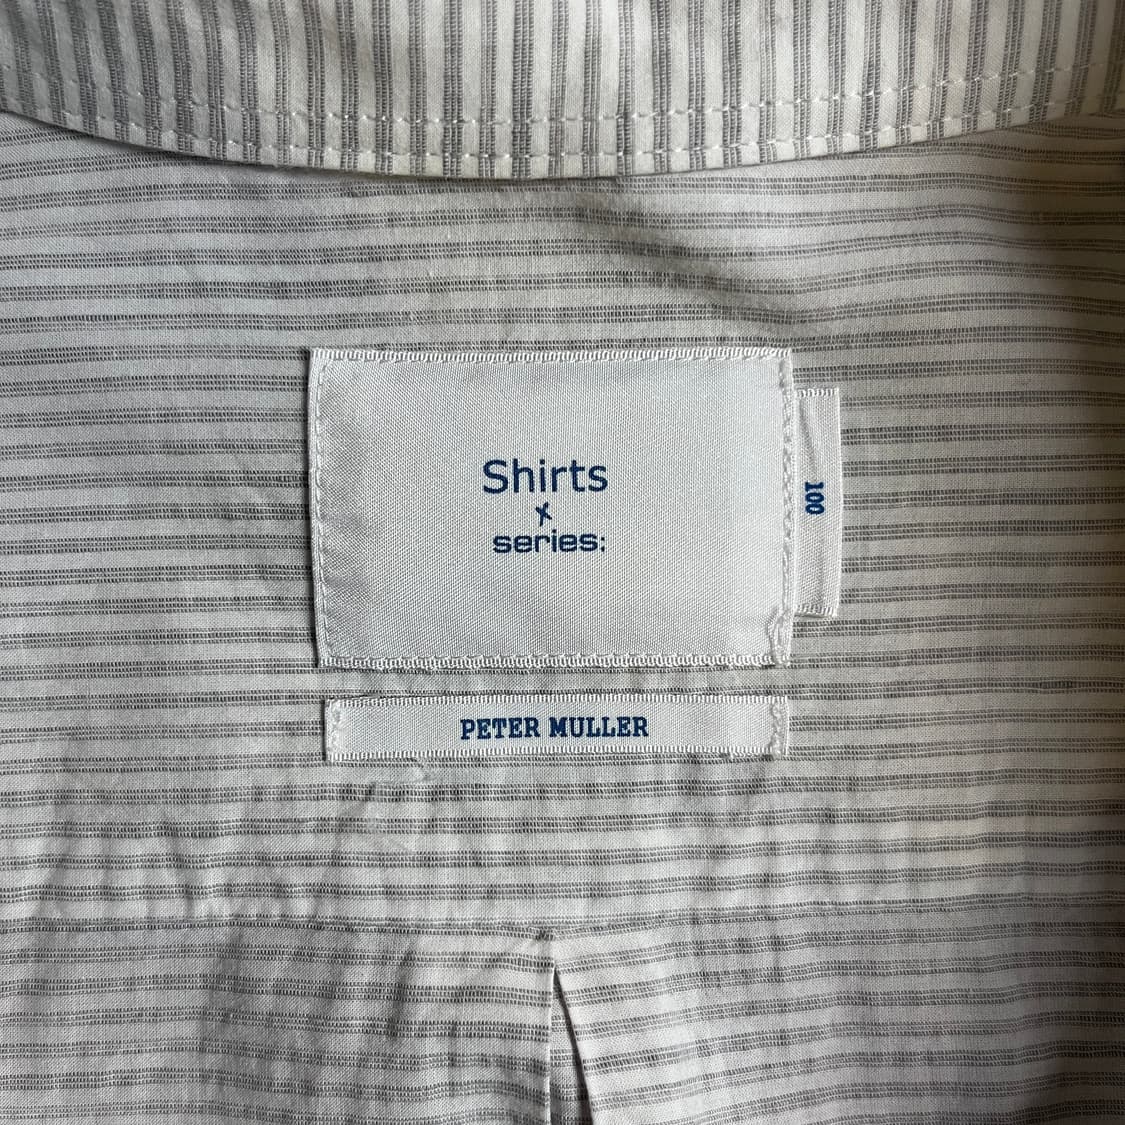 Shirts
x
series:
100
PETER MULLER